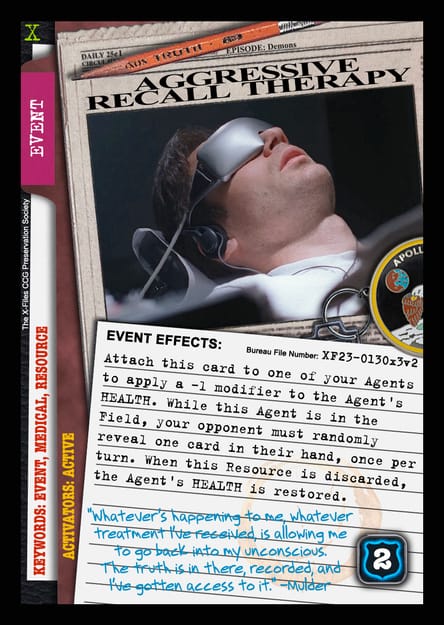 X
EVENT
The X-Files CCG Preservation Society
KEYWORDS: EVENT, MEDICAL, RESOURCE
ACTIVATORS: ACTIVE
DAILY 25¢
TRUTH
EPISODE: Demons
AGGRESSIVE
RECALL THERAPY
APOLLO
EVENT EFFECTS:
Bureau File Number: XF23-0130x3v2
Attach this card to one of your Agents
to apply a -1 modifier to the Agent's
HEALTH. While this Agent is in the
Field, your opponent must randomly
reveal one card in their hand, once per
turn. When this Resource is discarded,
the Agent's HEALTH is restored.
"Whatever's happening to me, whatever
treatment I've received, is allowing me
to go back into my unconscious.
The truth is in there, recorded, and
I've gotten access to it." -Mulder
2